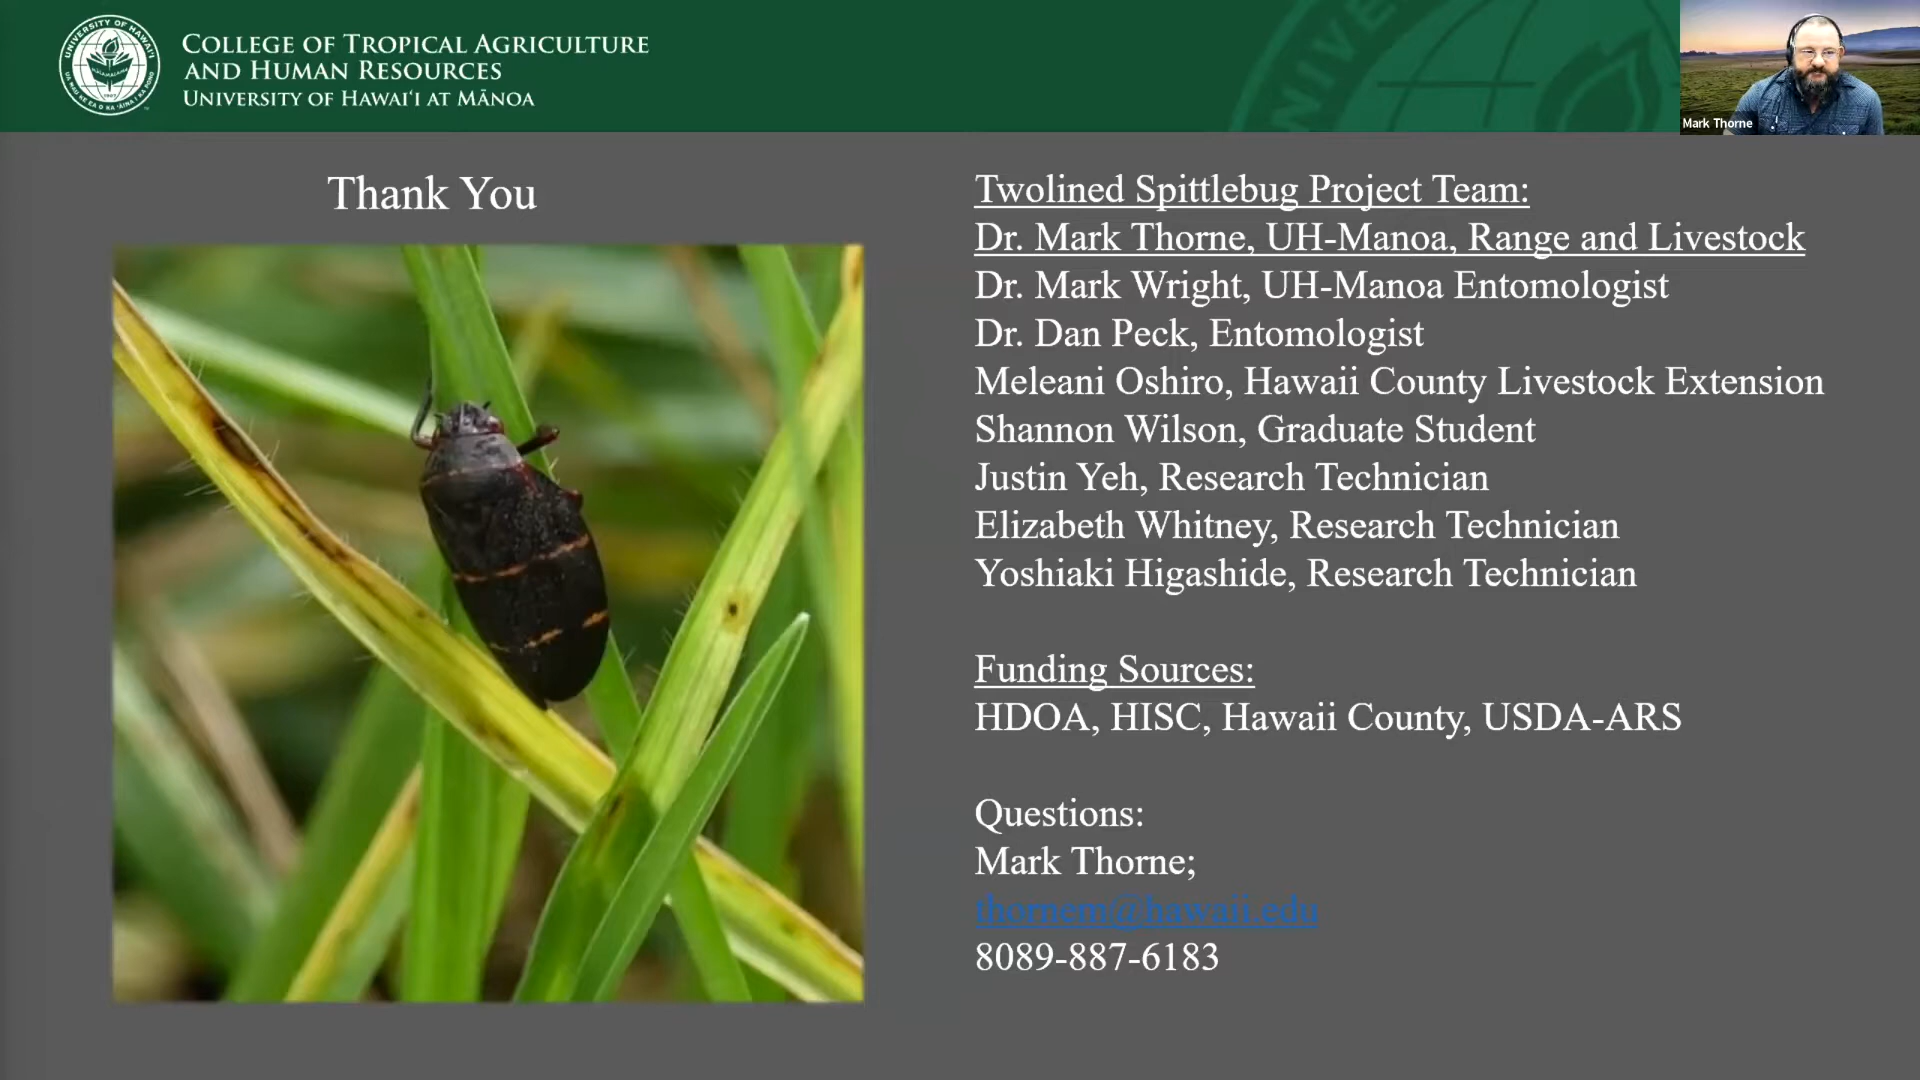 COLLEGE OF TROPICAL AGRICULTURE
AND HUMAN RESOURCES
UNIVERSITY OF HAWAIʻI AT MĀNOA
Mark Thorne
Thank You
Twolined Spittlebug Project Team:
Dr. Mark Thorne, UH-Manoa, Range and Livestock
Dr. Mark Wright, UH-Manoa Entomologist
Dr. Dan Peck, Entomologist
Meleani Oshiro, Hawaii County Livestock Extension
Shannon Wilson, Graduate Student
Justin Yeh, Research Technician
Elizabeth Whitney, Research Technician
Yoshiaki Higashide, Research Technician
Funding Sources:
HDOA, HISC, Hawaii County, USDA-ARS
Questions:
Mark Thorne;
thornem@hawaii.edu
8089-887-6183